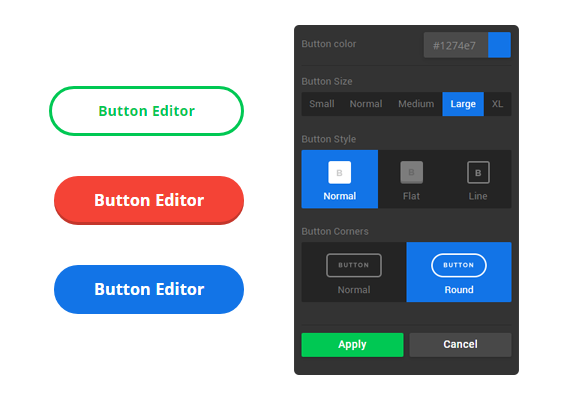 Button Editor
Button Editor
Button Editor
Button color
#1274e7
Button Size
Small Normal Medium Large XL
Button Style
B B B
Normal Flat Line
Button Corners
BUTTON BUTTON
Normal Round
Apply Cancel